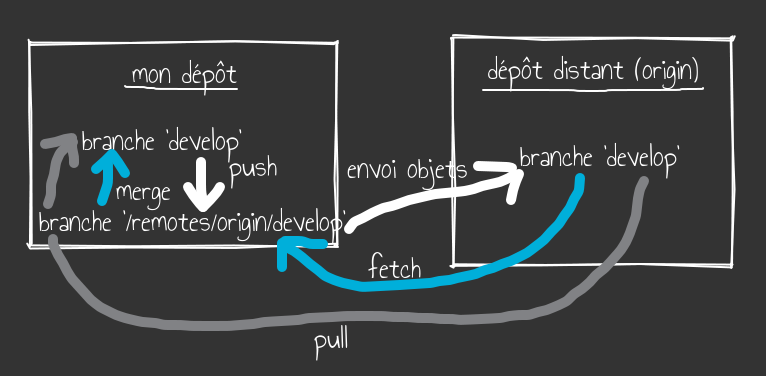 mon dépôt
dépôt distant (origin)
branche 'develop'
push
merge
branche '/remotes/origin/develop'
envoi objets
branche 'develop'
fetch
pull